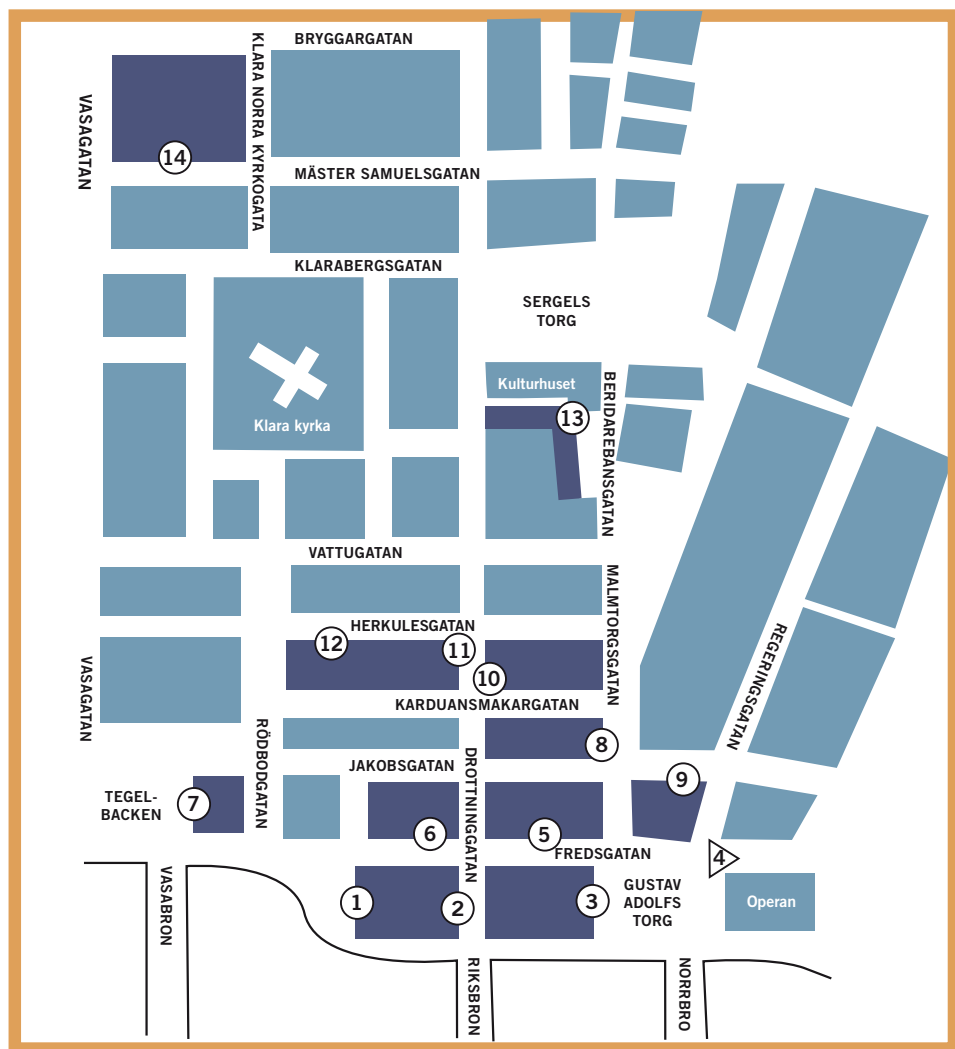 BRYGGARGATAN
KLARA NORRA KYRKOGATA
VASAGATAN
14
MÄSTER SAMUELSGATAN
KLARABERGSGATAN
SERGELS
TORG
Kulturhuset
BERIDAREBANSGATAN
13
Klara kyrka
VATTUGATAN
MALMTORGSGATAN
HERKULESGATAN
12
11
10
REGERINGSGATAN
VASAGATAN
KARDUANSMAKARGATAN
RÖDBODGATAN
DROTTNINGGATAN
8
JAKOBSGATAN
9
TEGEL-
BACKEN
7
6
5
FREDSGATAN
4
VASABRON
1
2
3
GUSTAV
ADOLFS
TORG
Operan
RIKSBRON
NORRBRO